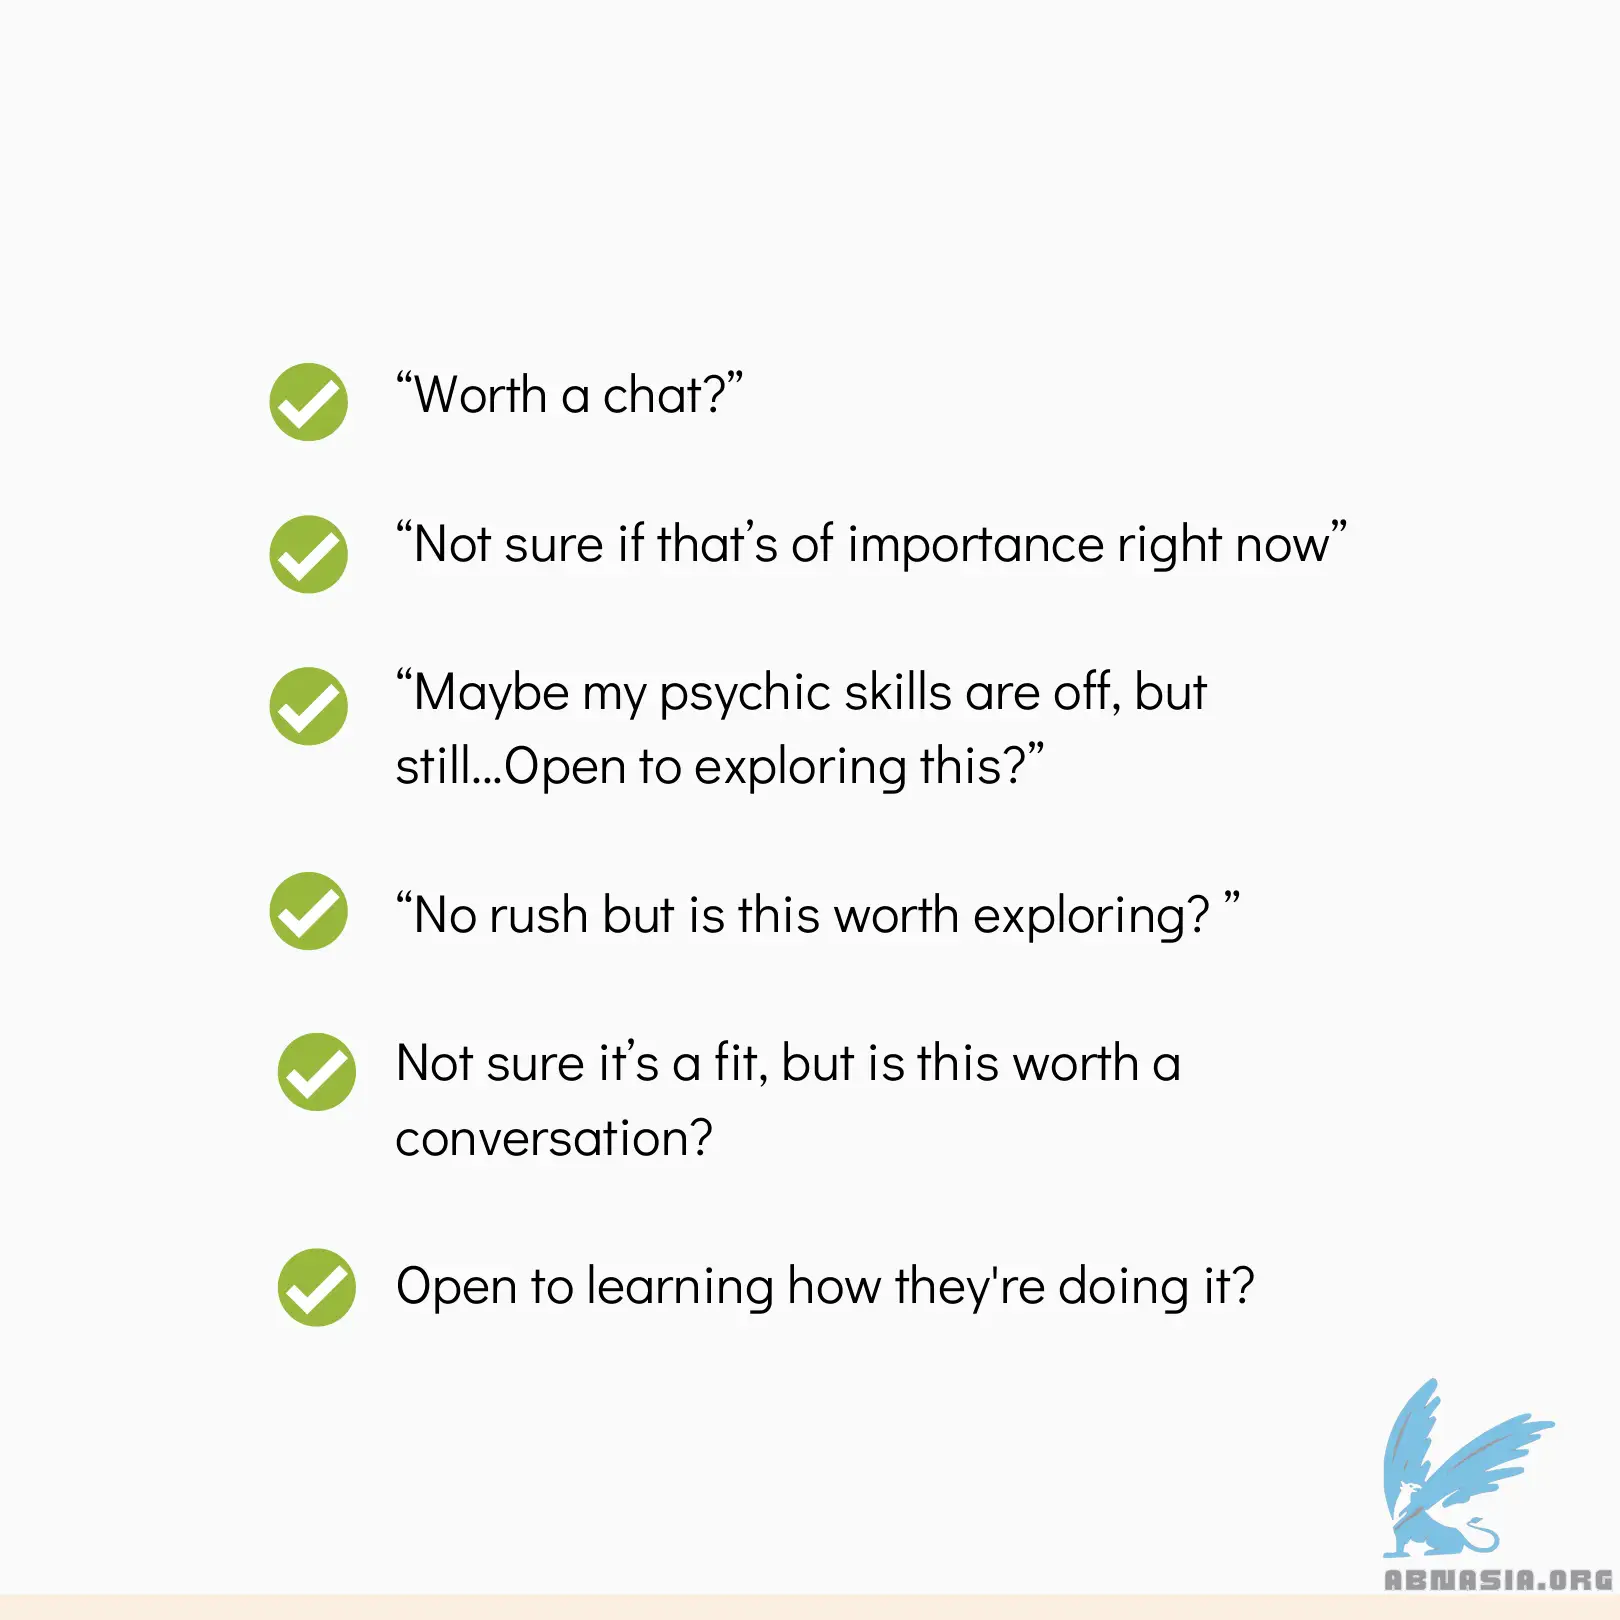 “Worth a chat?”
“Not sure if that’s of importance right now”
“Maybe my psychic skills are off, but
still...Open to exploring this?”
“No rush but is this worth exploring? ”
Not sure it’s a fit, but is this worth a
conversation?
Open to learning how they're doing it?
ABNASIA.ORG